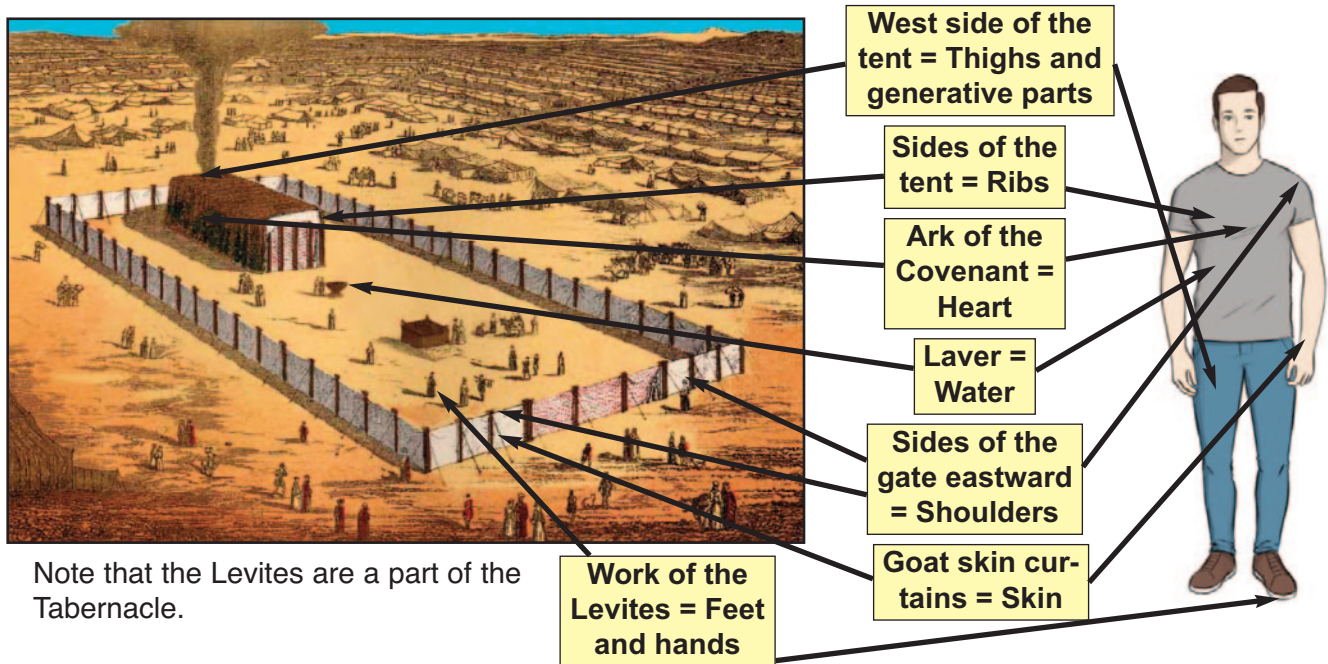 West side of the
tent = Thighs and
generative parts
Sides of the
tent = Ribs
Ark of the
Covenant =
Heart
Laver =
Water
Sides of the
gate eastward
= Shoulders
Goat skin cur-
tains = Skin
Work of the
Levites = Feet
and hands
Note that the Levites are a part of the
Tabernacle.